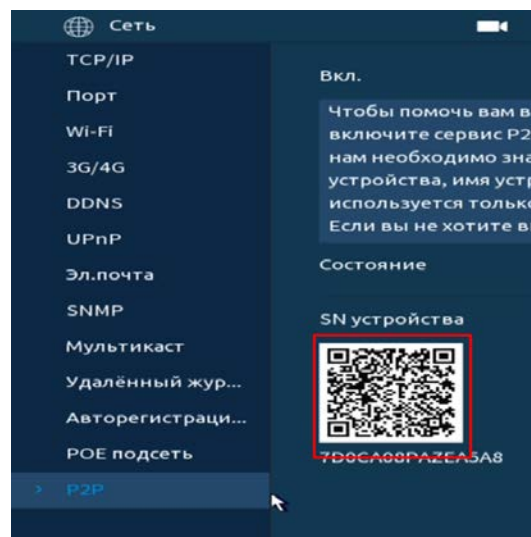 Сеть
TCP/IP
Порт
Wi-Fi
3G/4G
DDNS
UPnP
Эл.почта
SNMP
Мультикаст
Удалённый жур...
Авторегистраци...
POE подсеть
P2P
Вкл.
Чтобы помочь вам в
включите сервис P2
нам необходимо зна
устройства, имя устр
используется только
Если вы не хотите в
Состояние
SN устройства
7D0CA08PAZEA5A8